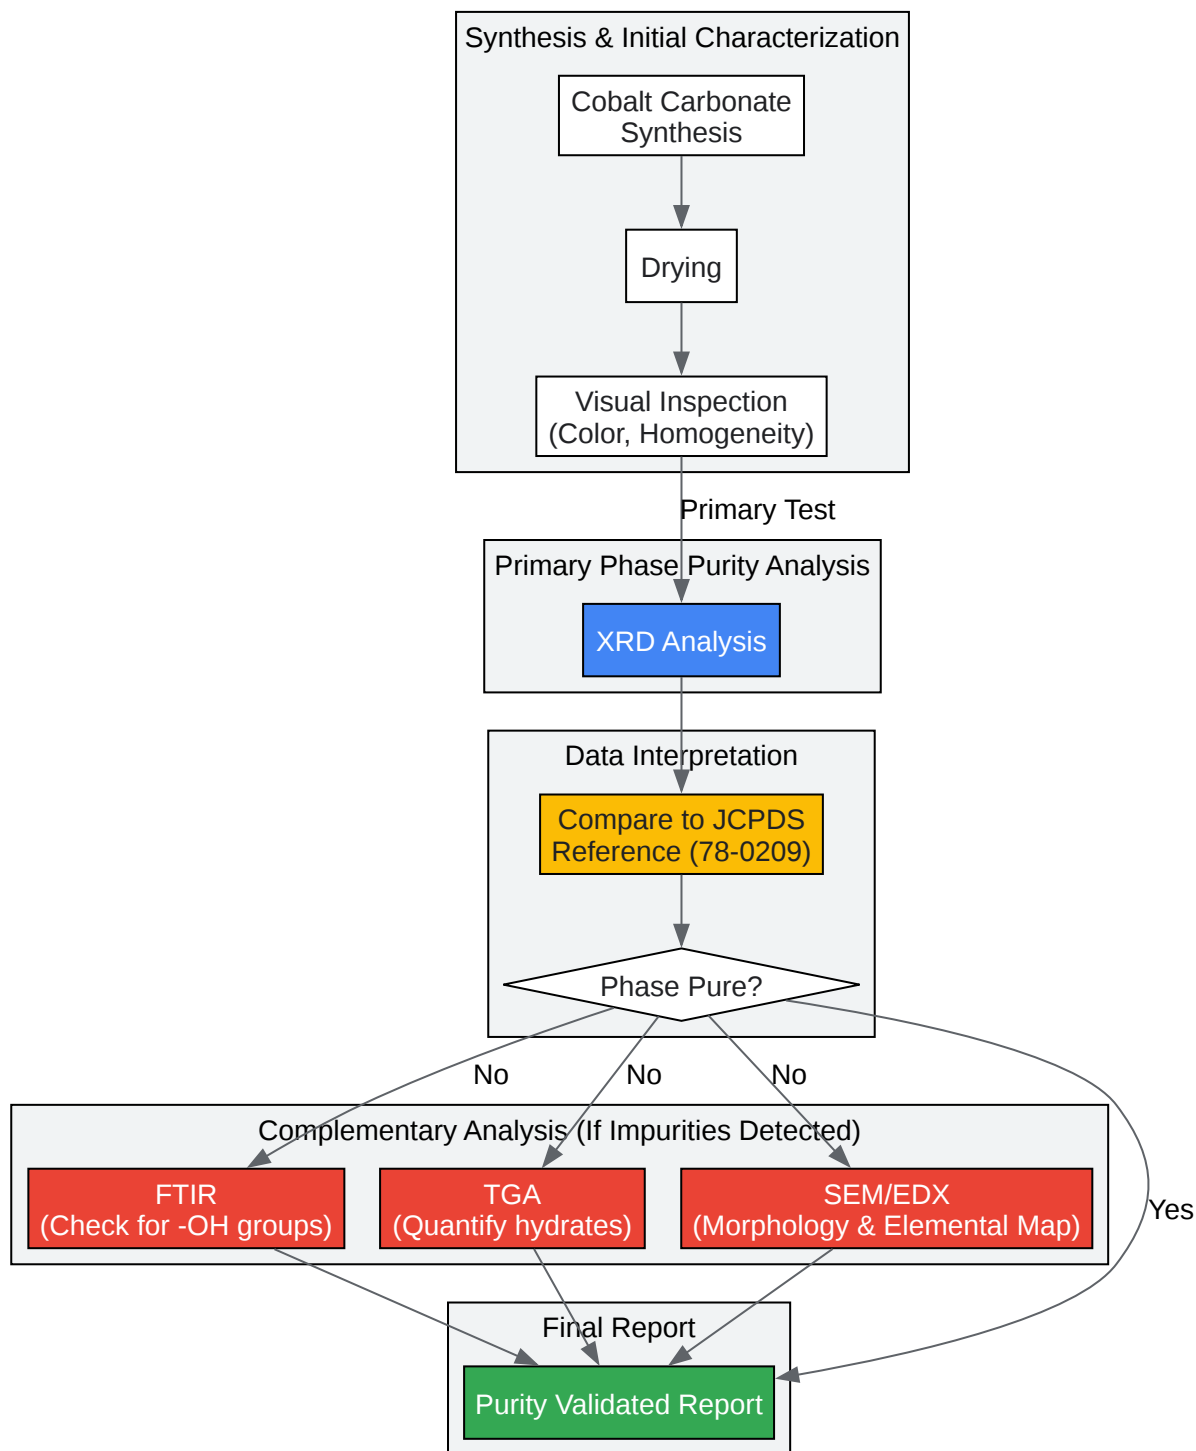 Synthesis & Initial Characterization
Cobalt Carbonate
Synthesis
Drying
Visual Inspection
(Color, Homogeneity)
Primary Test
Primary Phase Purity Analysis
XRD Analysis
Data Interpretation
Compare to JCPDS
Reference (78-0209)
Phase Pure?
No
No
No
Complementary Analysis (If Impurities Detected)
FTIR
(Check for -OH groups)
TGA
(Quantify hydrates)
SEM/EDX
(Morphology & Elemental Map)
Yes
Final Report
Purity Validated Report